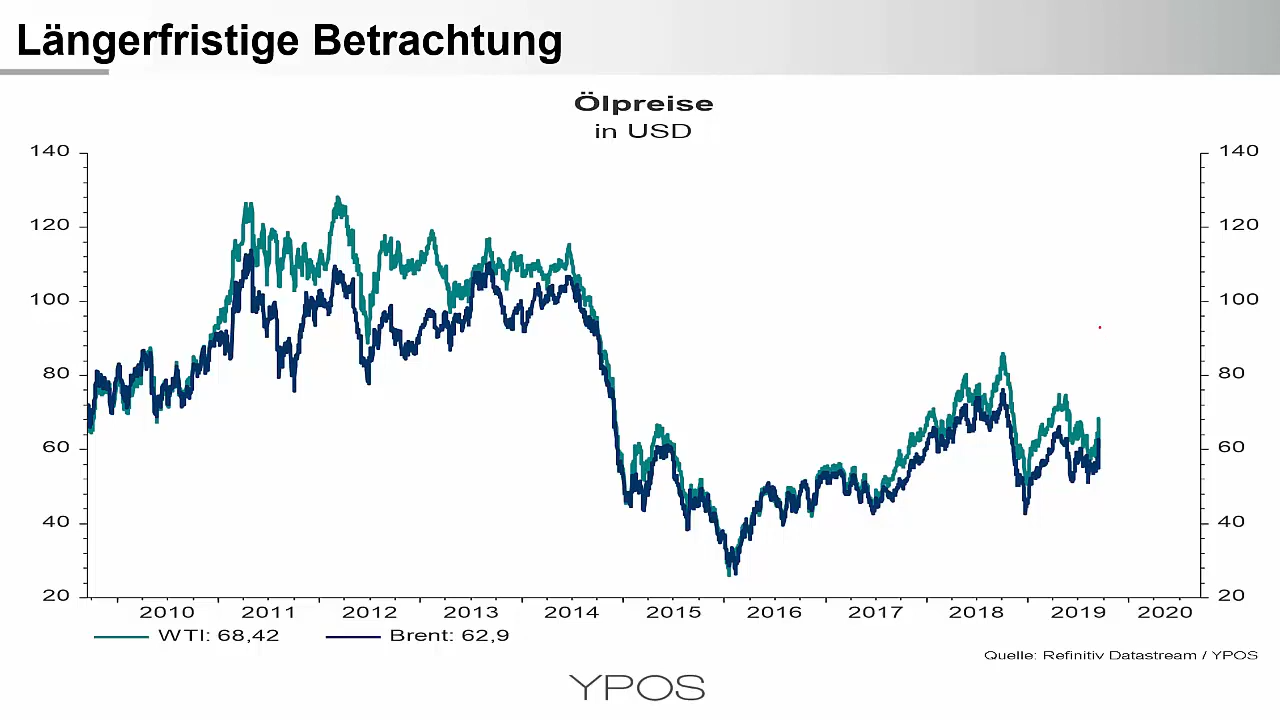 Längerfristige Betrachtung
Ölpreise
in USD
140 140
120 120
100 100
80 80
60 60
40 40
20 20
2010 2011 2012 2013 2014 2015 2016 2017 2018 2019 2020
WTI: 68,42 Brent: 62,9
Quelle: Refinitiv Datastream / YPOS
YPOS